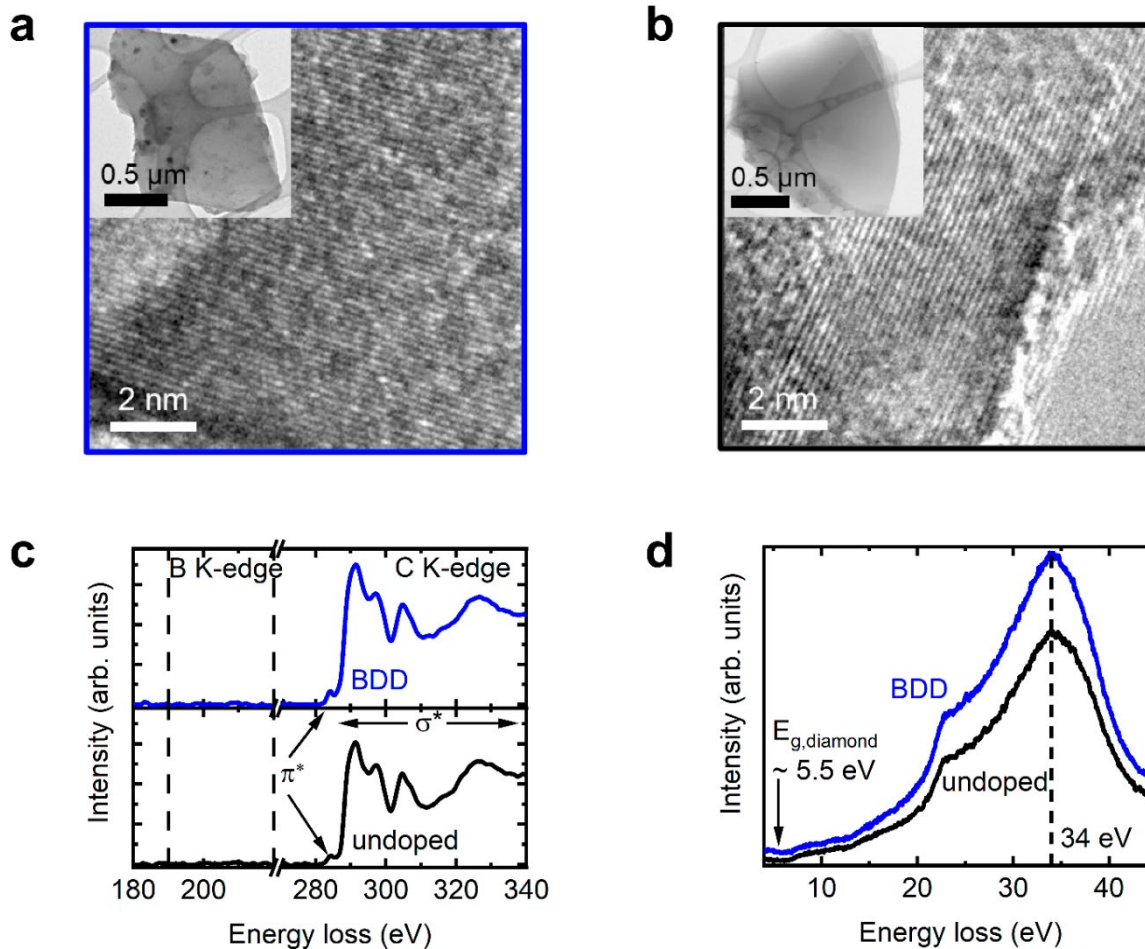 a
0.5 µm
2 nm
b
0.5 µm
2 nm
c
B K-edge
C K-edge
BDD
σ*
π*
undoped
Intensity (arb. units)
180
200
280
300
320
340
Energy loss (eV)
d
BDD
E<sub>g,diamond</sub>
~ 5.5 eV
undoped
34 eV
Intensity (arb. units)
10
20
30
40
Energy loss (eV)